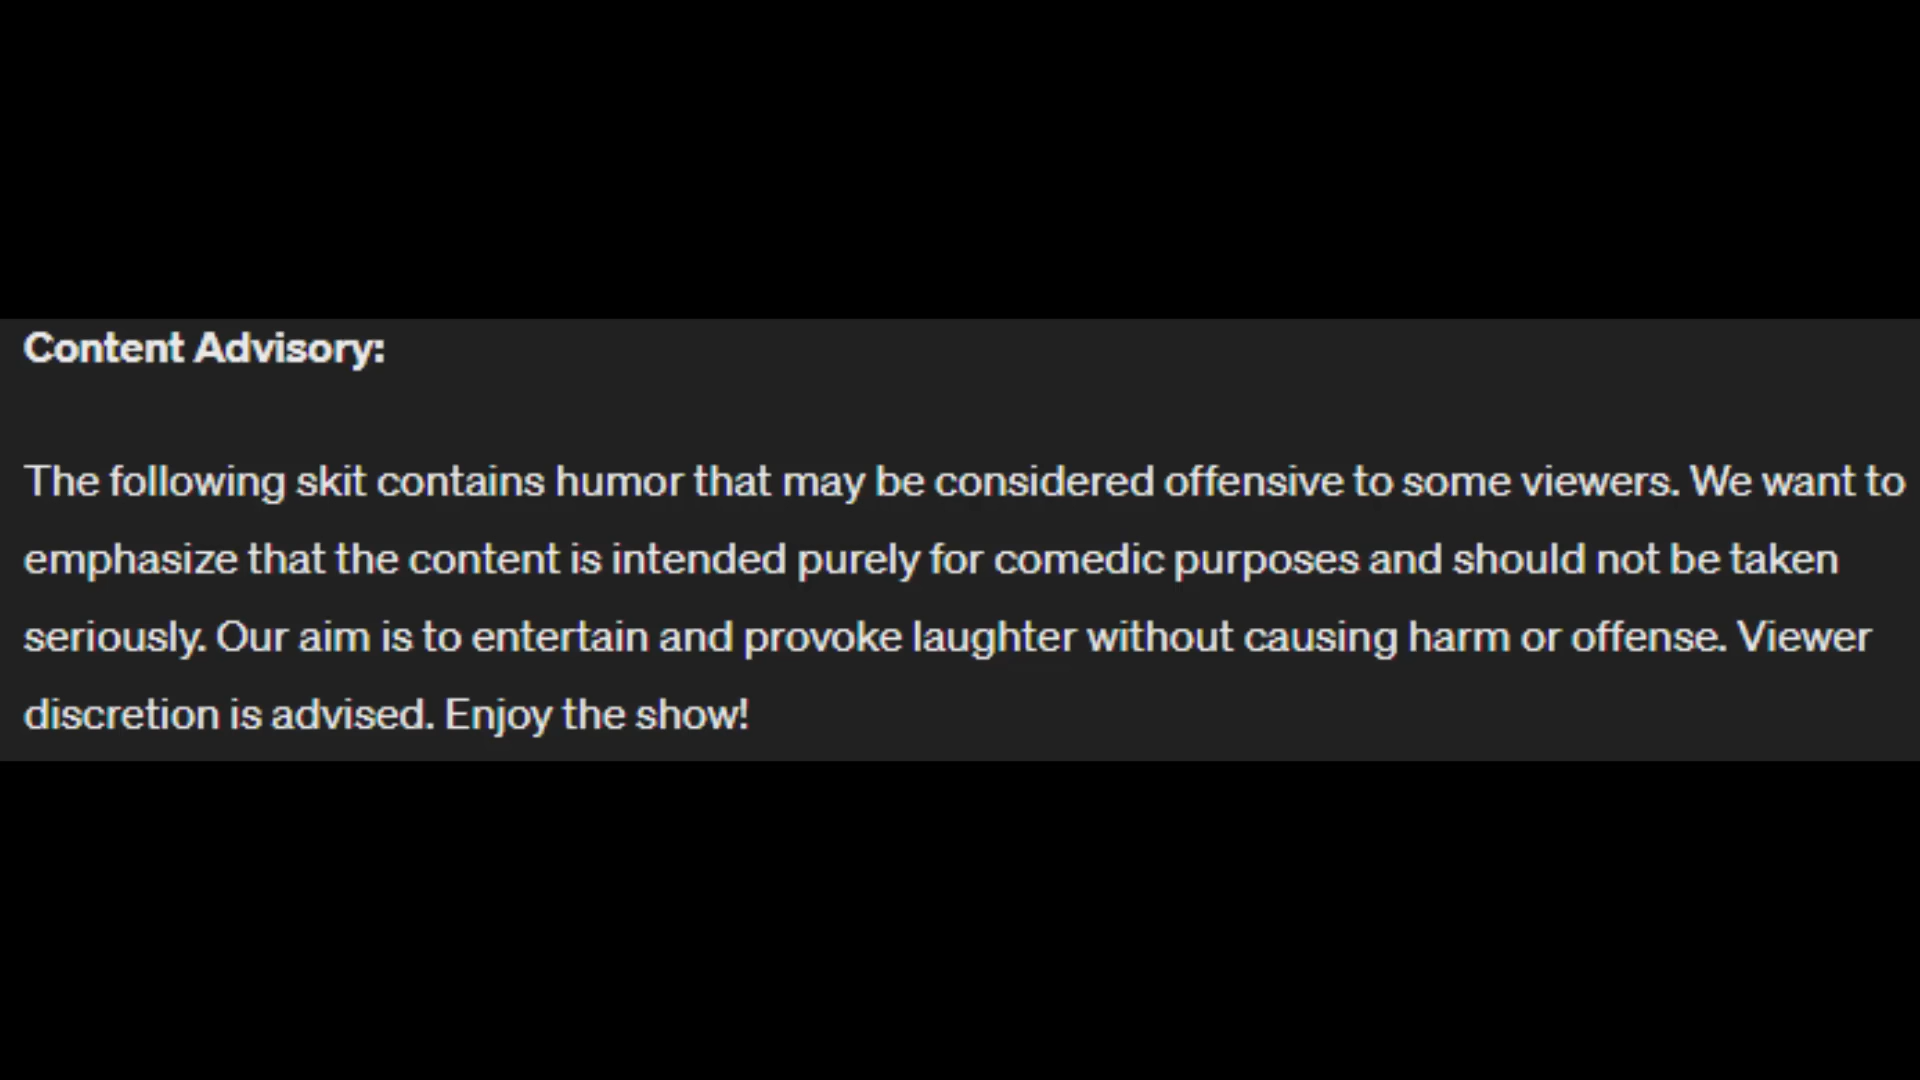 Content Advisory:
The following skit contains humor that may be considered offensive to some viewers. We want to
emphasize that the content is intended purely for comedic purposes and should not be taken
seriously. Our aim is to entertain and provoke laughter without causing harm or offense. Viewer
discretion is advised. Enjoy the show!